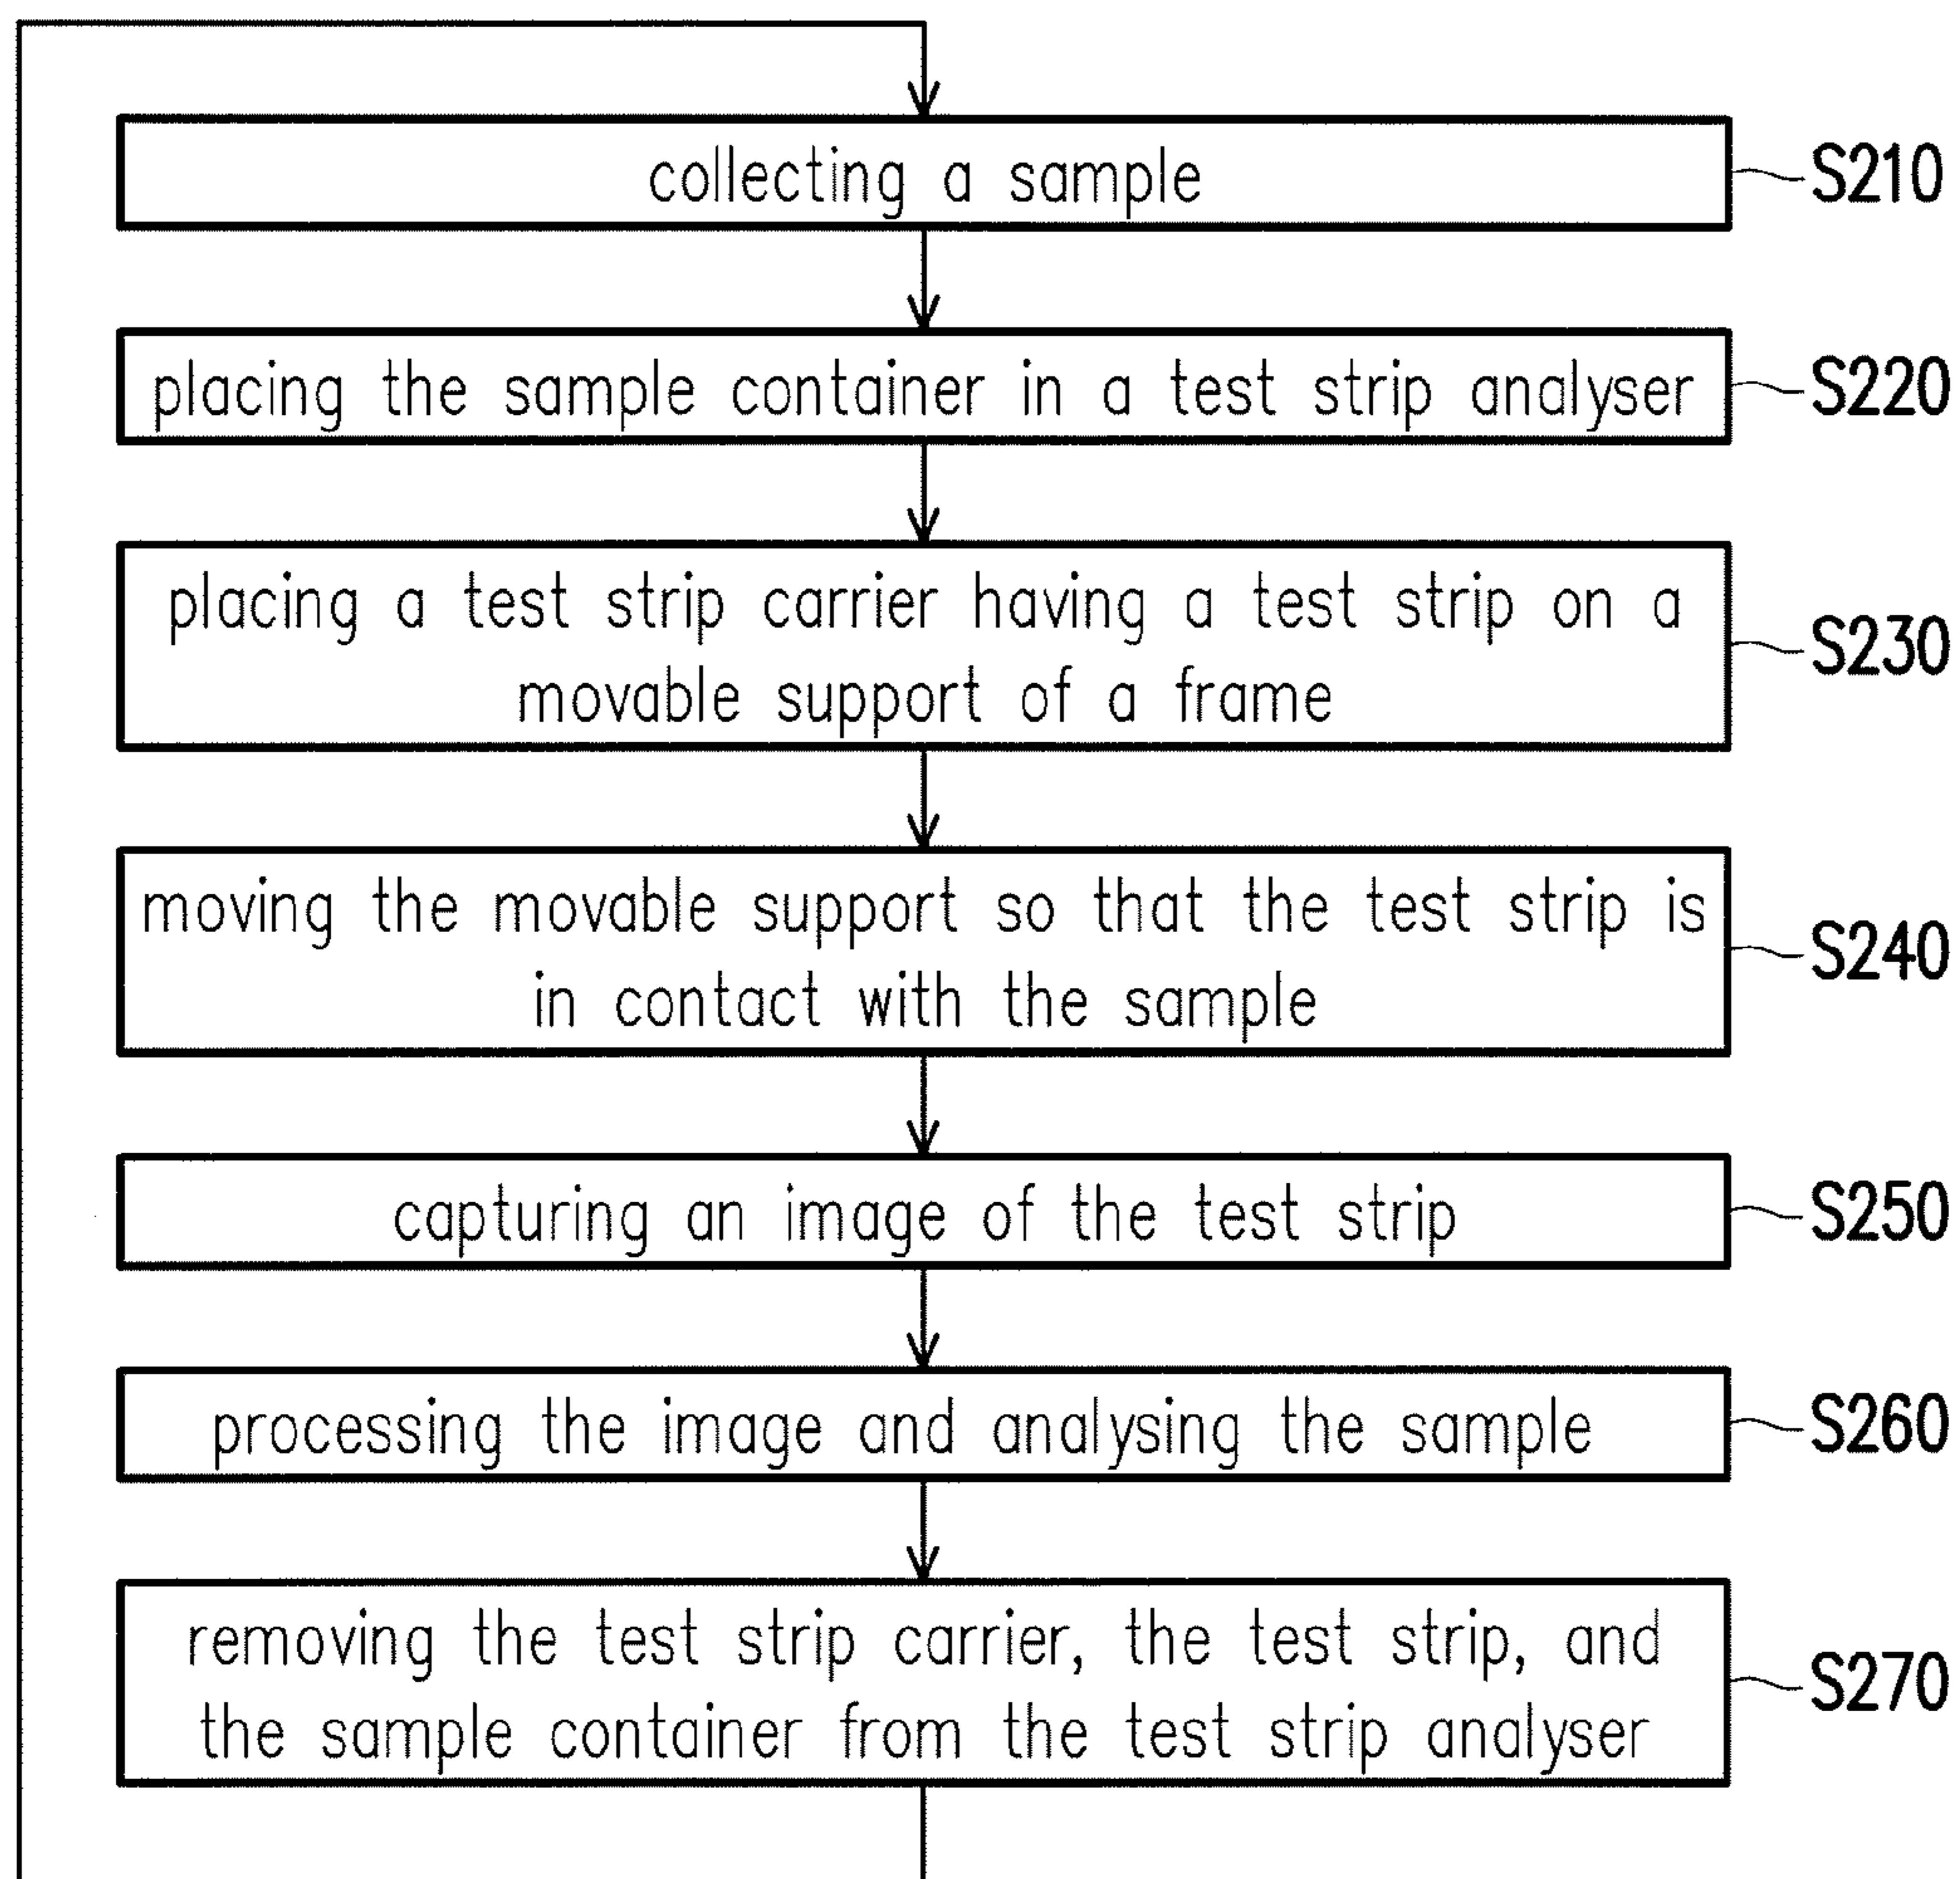 collecting a sample
S210
placing the sample container in a test strip analyser
S220
placing a test strip carrier having a test strip on a
movable support of a frame
S230
moving the movable support so that the test strip is
in contact with the sample
S240
capturing an image of the test strip
S250
processing the image and analysing the sample
S260
removing the test strip carrier, the test strip, and
the sample container from the test strip analyser
S270